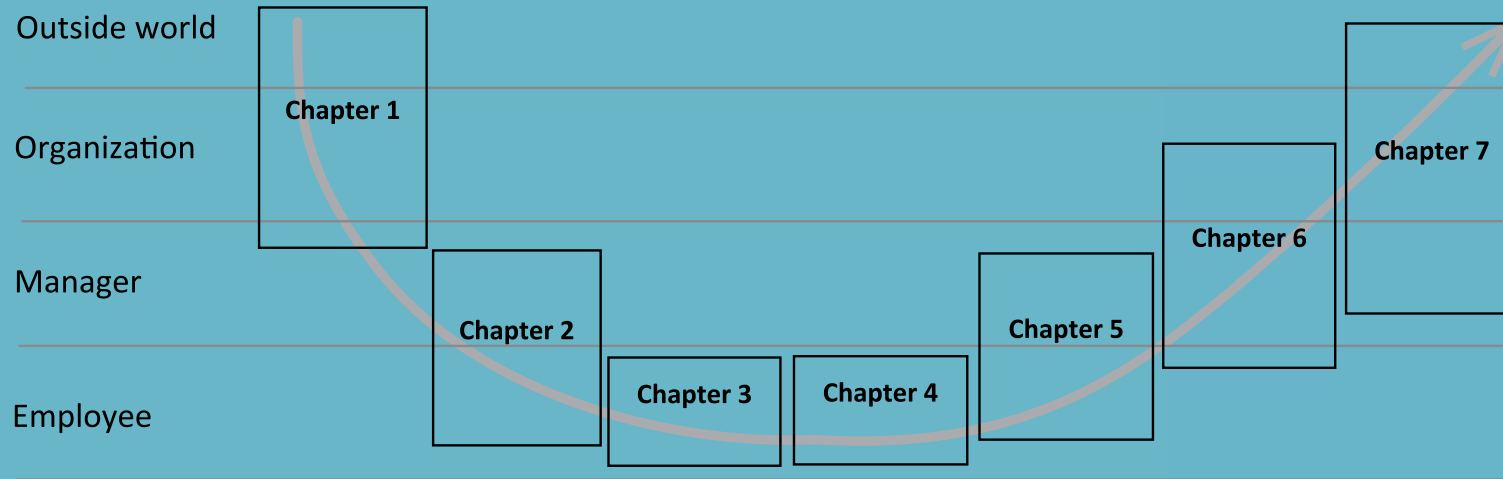 Outside world
Chapter 1
Organization
Chapter 7
Chapter 6
Manager
Chapter 2
Chapter 5
Chapter 3
Chapter 4
Employee